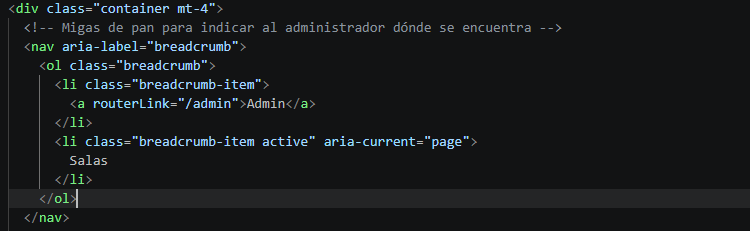 <div class="container mt-4">
<!-- Migas de pan para indicar al administrador dónde se encuentra -->
<nav aria-label="breadcrumb">
<ol class="breadcrumb">
<li class="breadcrumb-item">
<a routerLink="/admin">Admin</a>
</li>
<li class="breadcrumb-item active" aria-current="page">
Salas
</li>
</ol>
</nav>